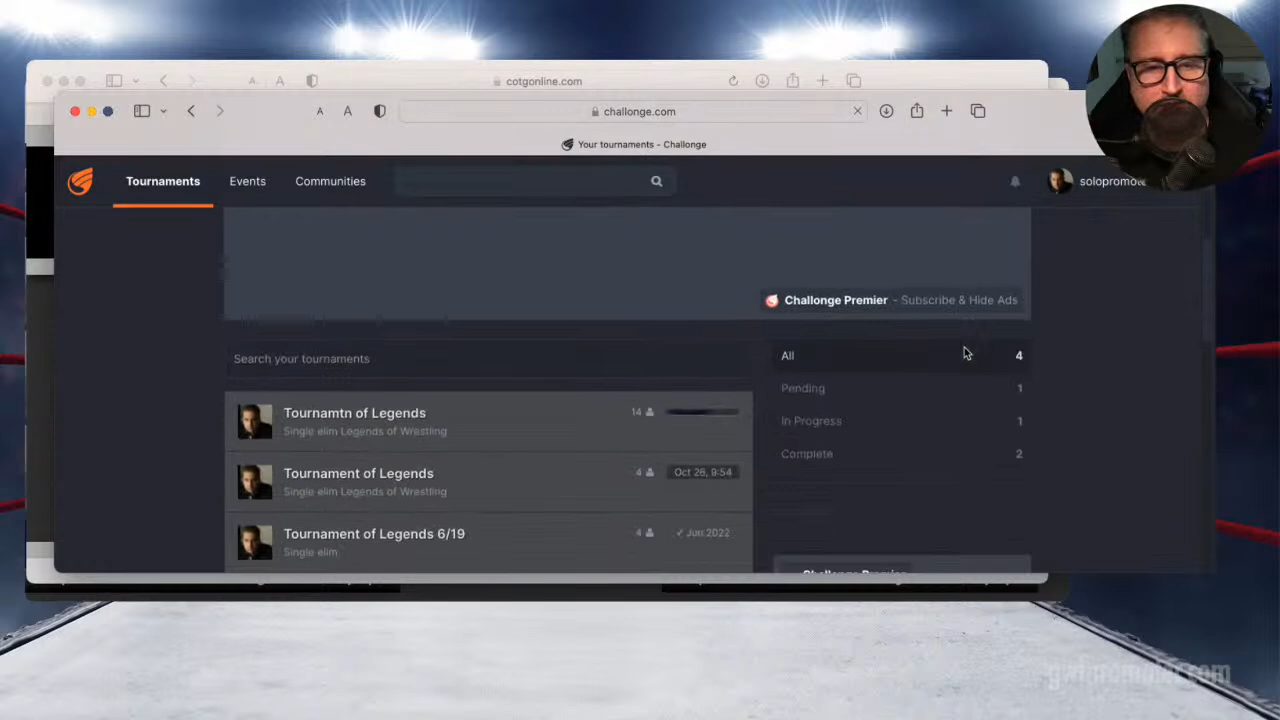 cotgonline.com
A A
challonge.com
Your tournaments - Challonge
Tournaments Events Communities
Challonge Premier - Subscribe & Hide Ads
Search your tournaments
All 4
Pending 1
In Progress 1
Complete 2
Tournamtn of Legends 14
Single elim Legends of Wrestling
Tournament of Legends 4 Oct 26, 9:54
Single elim Legends of Wrestling
Tournament of Legends 6/19 4 ✓ Jun 2022
Single elim
Challonge Premier